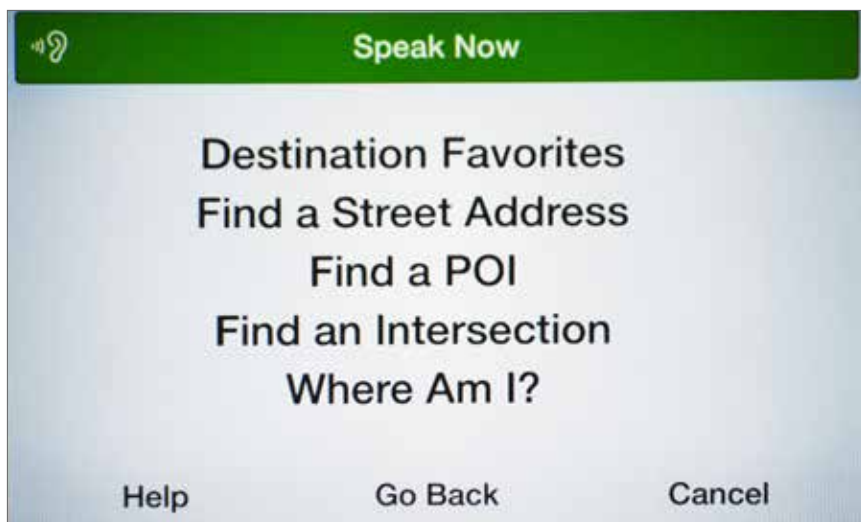 Speak Now
Destination Favorites
Find a Street Address
Find a POI
Find an Intersection
Where Am I?
Help Go Back Cancel